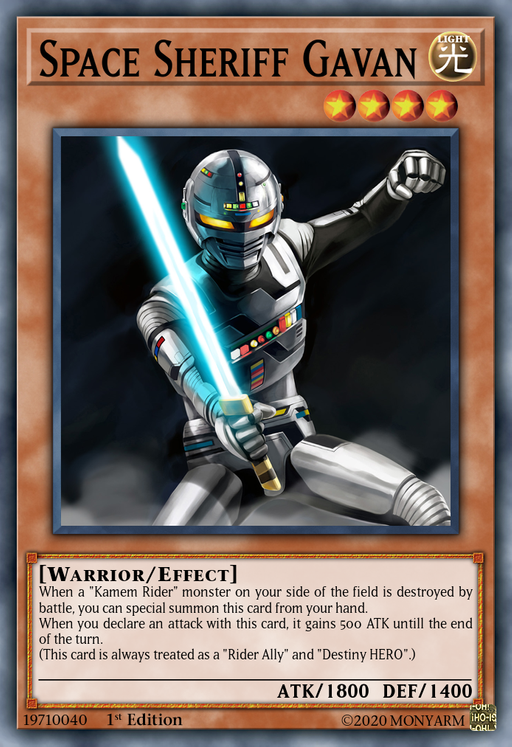 SPACE SHERIFF GAVAN
LIGHT
光
[WARRIOR/EFFECT]
When a "Kamem Rider" monster on your side of the field is destroyed by
battle, you can special summon this card from your hand.
When you declare an attack with this card, it gains 500 ATK untill the end
of the turn.
(This card is always treated as a "Rider Ally" and "Destiny HERO".)
ATK/1800 DEF/1400
19710040 1st Edition ©2020 MONYARM